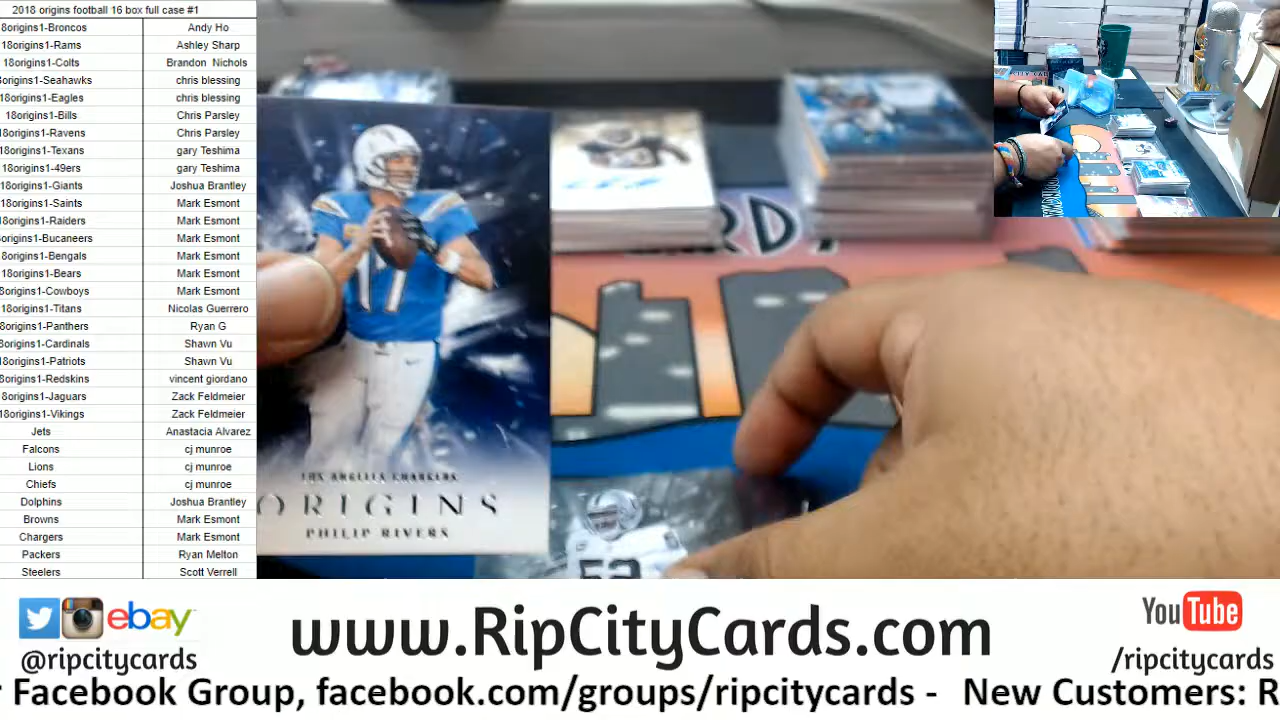 2018 origins football 16 box full case #1
8origins1-Broncos Andy Ho
18origins1-Rams Ashley Sharp
18origins1-Colts Brandon Nichols
8origins1-Seahawks chris blessing
18origins1-Eagles chris blessing
18origins1-Bills Chris Parsley
18origins1-Ravens Chris Parsley
18origins1-Texans gary Teshima
18origins1-49ers gary Teshima
18origins1-Giants Joshua Brantley
18origins1-Saints Mark Esmont
18origins1-Raiders Mark Esmont
origins1-Bucaneers Mark Esmont
8origins1-Bengals Mark Esmont
18origins1-Bears Mark Esmont
8origins1-Cowboys Mark Esmont
18origins1-Titans Nicolas Guerrero
8origins1-Panthers Ryan G
8origins1-Cardinals Shawn Vu
18origins1-Patriots Shawn Vu
8origins1-Redskins vincent giordano
8origins1-Jaguars Zack Feldmeier
18origins1-Vikings Zack Feldmeier
Jets Anastacia Alvarez
Falcons cj munroe
Lions cj munroe
Chiefs cj munroe
Dolphins Joshua Brantley
Browns Mark Esmont
Chargers Mark Esmont
Packers Ryan Melton
Steelers Scott Verrell
17
LOS ANGELES CHARGERS
ORIGINS
PHILIP RIVERS
52
ebay
@ripcitycards
www.RipCityCards.com
YouTube
/ripcitycards
Facebook Group, facebook.com/groups/ripcitycards - New Customers: R